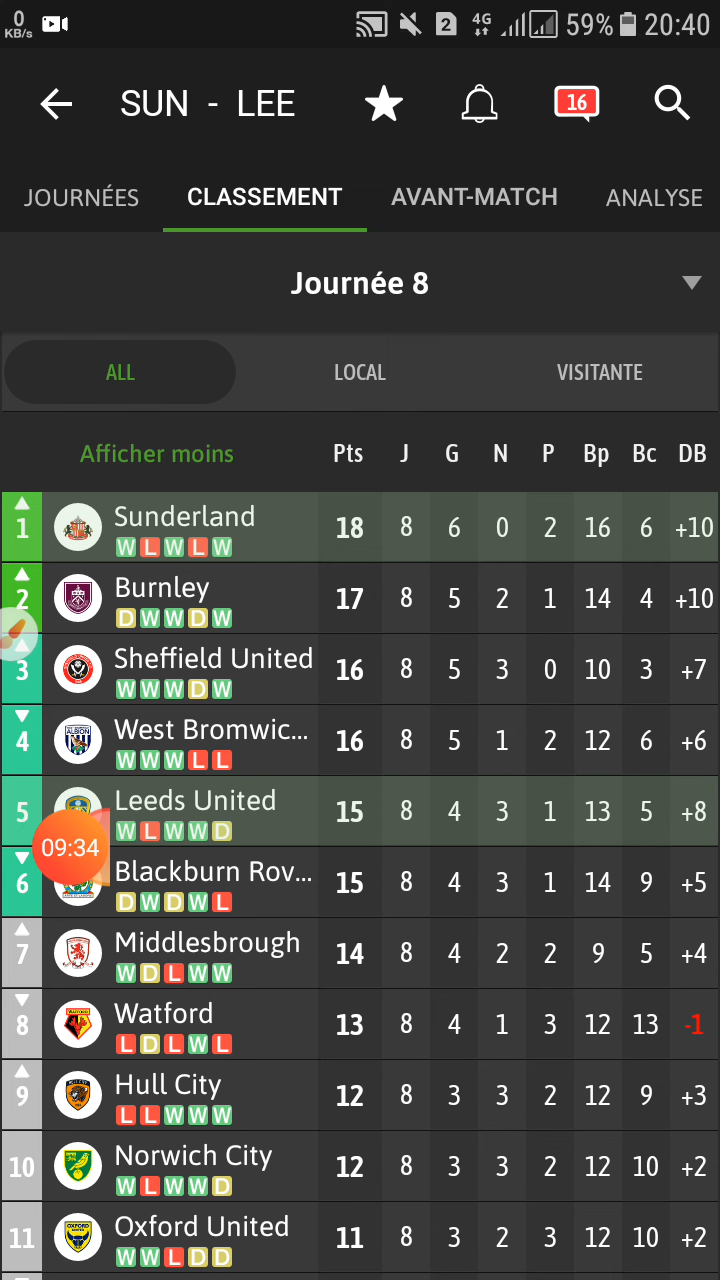 0 KB/s 2 4G 59% 20:40
SUN - LEE 16
JOURNÉES CLASSEMENT AVANT-MATCH ANALYSE
Journée 8
ALL LOCAL VISITANTE
Afficher moins Pts J G N P Bp Bc DB
1 Sunderland 18 8 6 0 2 16 6 +10
W L W L W
2 Burnley 17 8 5 2 1 14 4 +10
D W W D W
3 Sheffield United 16 8 5 3 0 10 3 +7
W W W D W
4 West Bromwic... 16 8 5 1 2 12 6 +6
W W W L L
5 Leeds United 15 8 4 3 1 13 5 +8
W L W W D
09:34
6 Blackburn Rov... 15 8 4 3 1 14 9 +5
D W D W L
7 Middlesbrough 14 8 4 2 2 9 5 +4
W D L W W
8 Watford 13 8 4 1 3 12 13 -1
L D L W L
9 Hull City 12 8 3 3 2 12 9 +3
L L W W W
10 Norwich City 12 8 3 3 2 12 10 +2
W L W W D
11 Oxford United 11 8 3 2 3 12 10 +2
W W L D D